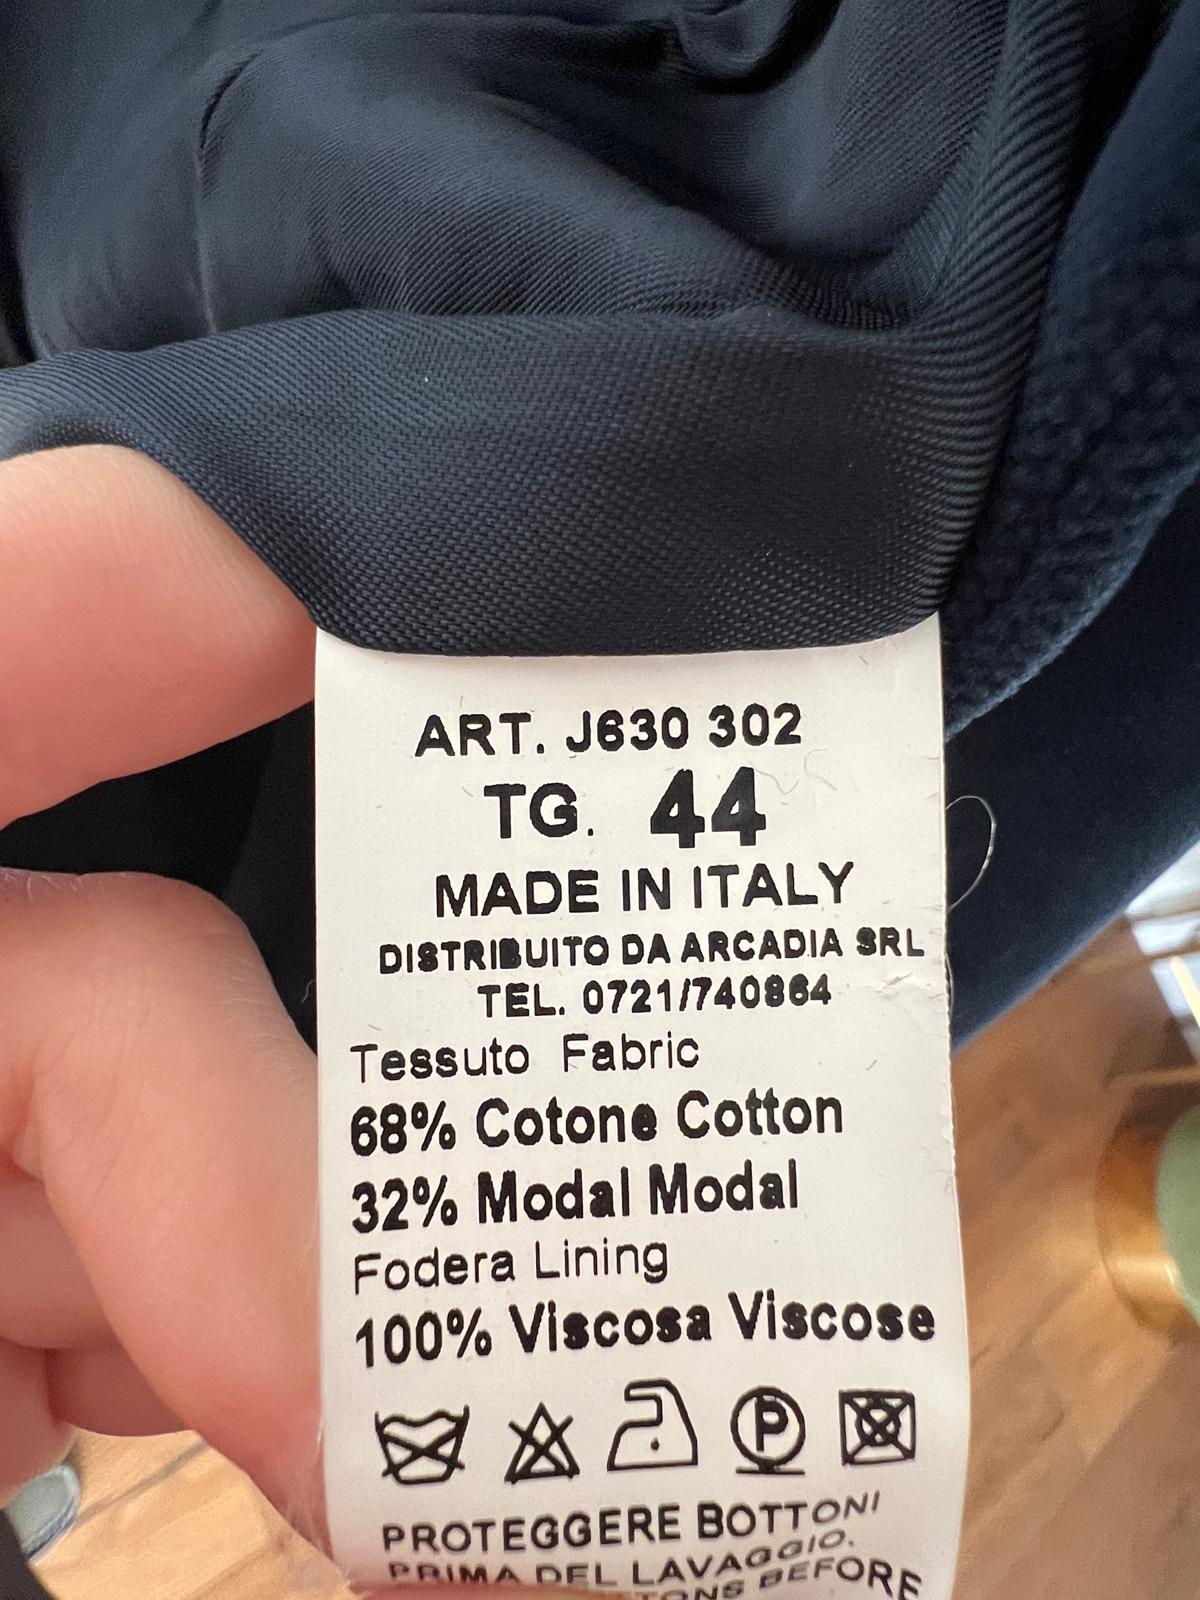 ART. J630 302
TG. 44
MADE IN ITALY
DISTRIBUITO DA ARCADIA SRL
TEL. 0721/740864
Tessuto Fabric
68% Cotone Cotton
32% Modal Modal
Fodera Lining
100% Viscosa Viscose
P
PROTEGGERE BOTTONI
PRIMA DEL LAVAGGIO.
BEFORE